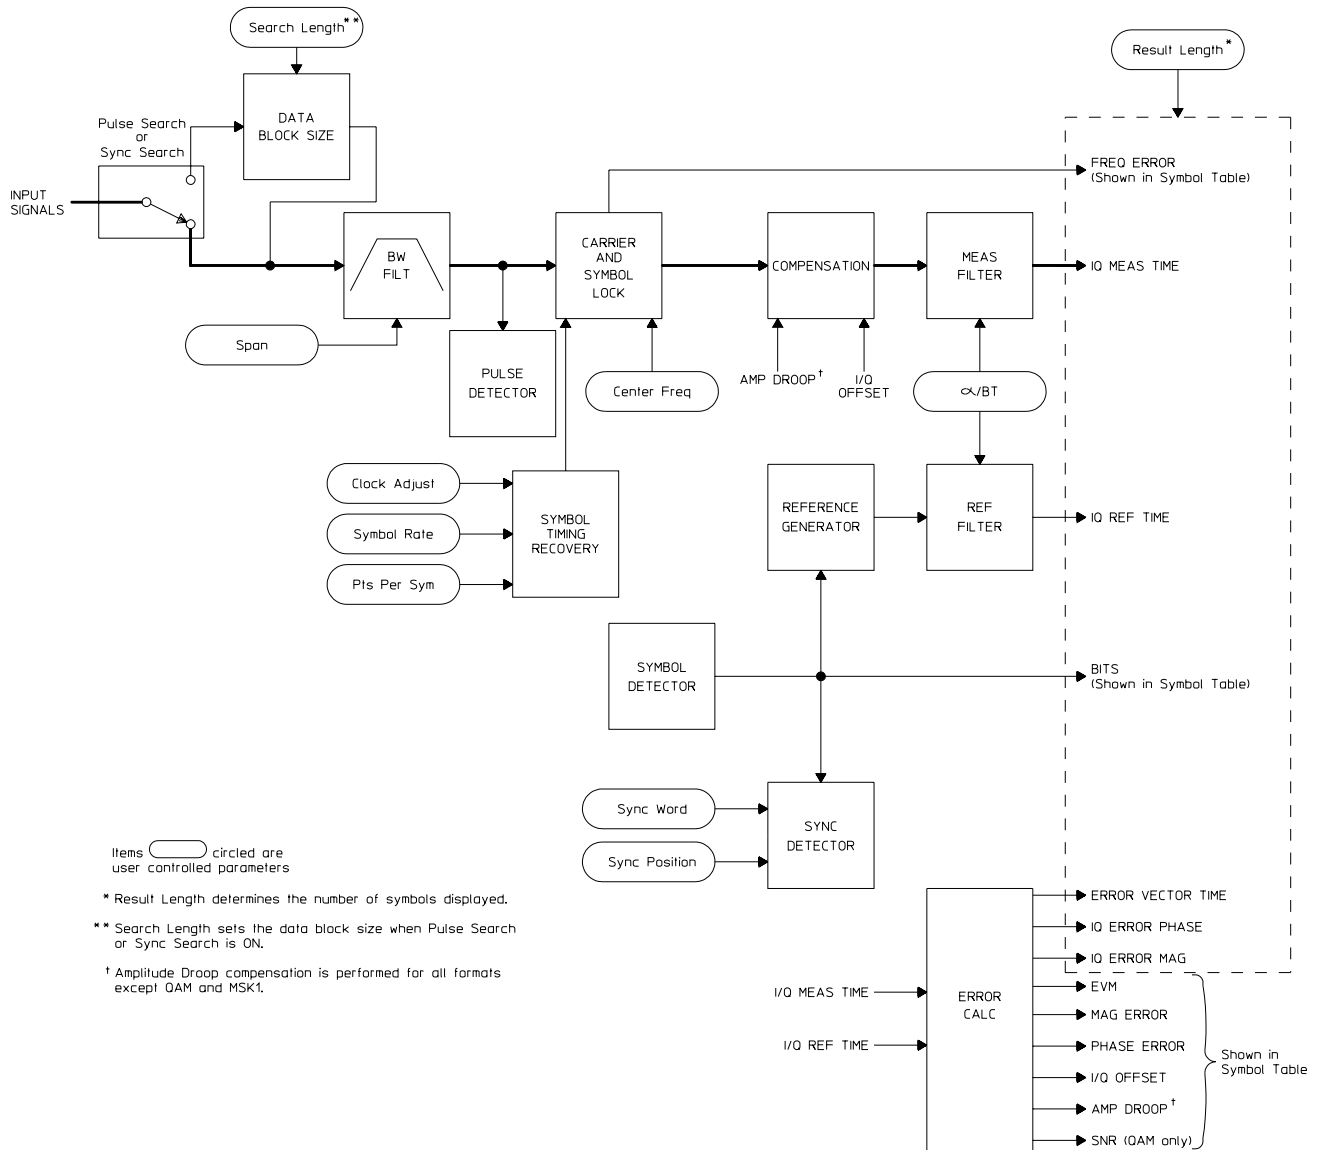 Search Length**
Result Length*
DATA
BLOCK SIZE
Pulse Search
or
Sync Search
INPUT
SIGNALS
FREQ ERROR
(Shown in Symbol Table)
BW
FILT
CARRIER
AND
SYMBOL
LOCK
COMPENSATION
MEAS
FILTER
IQ MEAS TIME
Span
PULSE
DETECTOR
Center Freq
AMP DROOP†
I/Q
OFFSET
α/BT
Clock Adjust
Symbol Rate
Pts Per Sym
SYMBOL
TIMING
RECOVERY
REFERENCE
GENERATOR
REF
FILTER
IQ REF TIME
SYMBOL
DETECTOR
BITS
(Shown in Symbol Table)
Sync Word
Sync Position
SYNC
DETECTOR
Items circled are
user controlled parameters
* Result Length determines the number of symbols displayed.
** Search Length sets the data block size when Pulse Search
or Sync Search is ON.
† Amplitude Droop compensation is performed for all formats
except QAM and MSK1.
I/Q MEAS TIME
I/Q REF TIME
ERROR
CALC
ERROR VECTOR TIME
IQ ERROR PHASE
IQ ERROR MAG
EVM
MAG ERROR
PHASE ERROR
I/Q OFFSET
AMP DROOP†
SNR (QAM only)
Shown in
Symbol Table